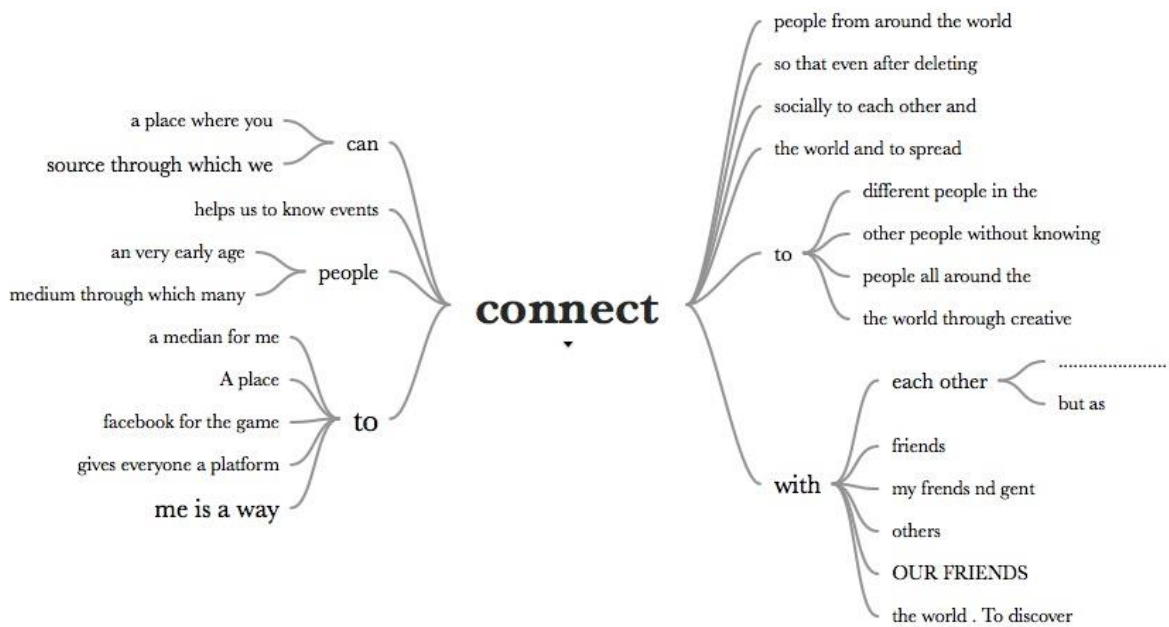 a place where you
source through which we
can
helps us to know events
an very early age
medium through which many
people
a median for me
A place
facebook for the game
gives everyone a platform
me is a way
to
connect
people from around the world
so that even after deleting
socially to each other and
the world and to spread
to
different people in the
other people without knowing
people all around the
the world through creative
with
each other
......................
but as
friends
my frends nd gent
others
OUR FRIENDS
the world . To discover